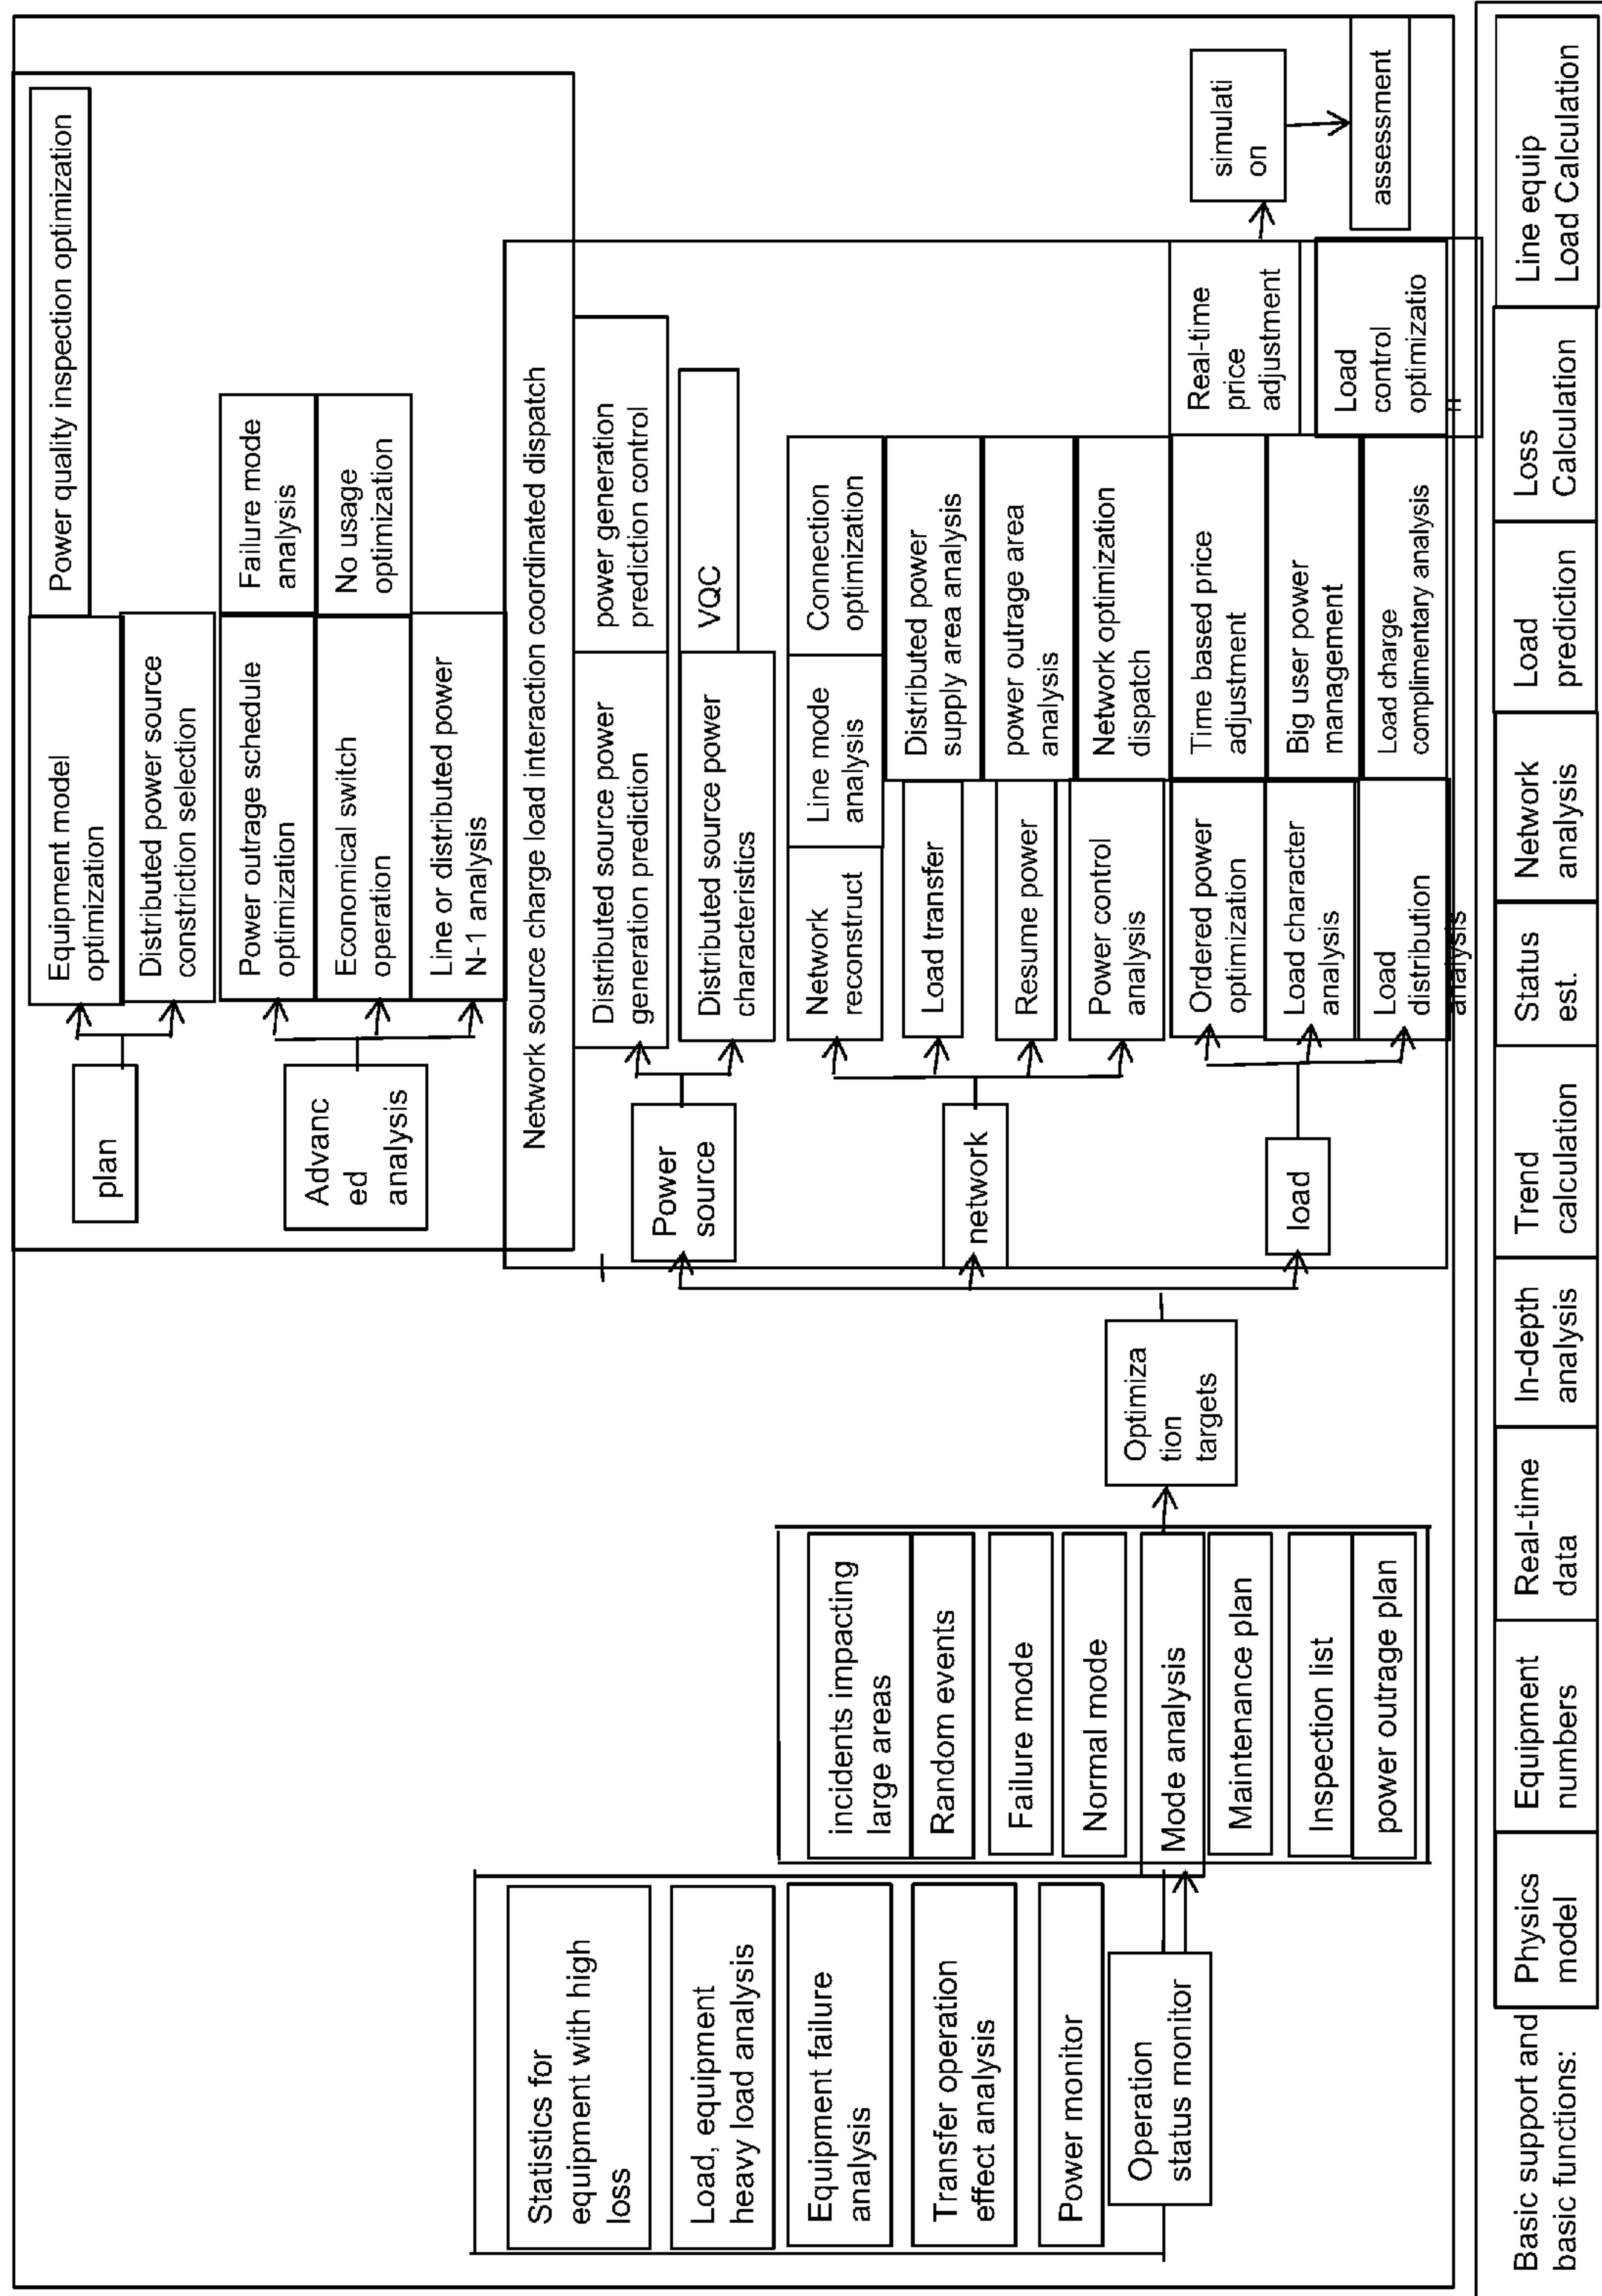 Power quality inspection optimization
Equipment model
optimization
Distributed power source
constriction selection
plan
Failure mode
analysis
Power outrage schedule
optimization
No usage
optimization
Economical switch
operation
Line or distributed power
N-1 analysis
Advanc
ed
analysis
Network source charge load interaction coordinated dispatch
Distributed source power
generation prediction
power generation
prediction control
Distributed source power
characteristics
VQC
Power
source
Network
reconstruct
Line mode
analysis
Connection
optimization
Load transfer
Distributed power
supply area analysis
Resume power
power outrage area
analysis
Power control
analysis
Network optimization
dispatch
network
Ordered power
optimization
Time based price
adjustment
Real-time
price
adjustment
Load character
analysis
Big user power
management
Load
distribution
analysis
Load charge
complimentary analysis
Load
control
optimizatio
n
load
simulati
on
assessment
Optimiza
tion
targets
incidents impacting
large areas
Random events
Failure mode
Normal mode
Mode analysis
Maintenance plan
Inspection list
power outrage plan
Statistics for
equipment with high
loss
Load, equipment
heavy load analysis
Equipment failure
analysis
Transfer operation
effect analysis
Power monitor
Operation
status monitor
Basic support and
basic functions:
Physics
model
Equipment
numbers
Real-time
data
In-depth
analysis
Trend
calculation
Status
est.
Network
analysis
Load
prediction
Loss
Calculation
Line equip
Load Calculation